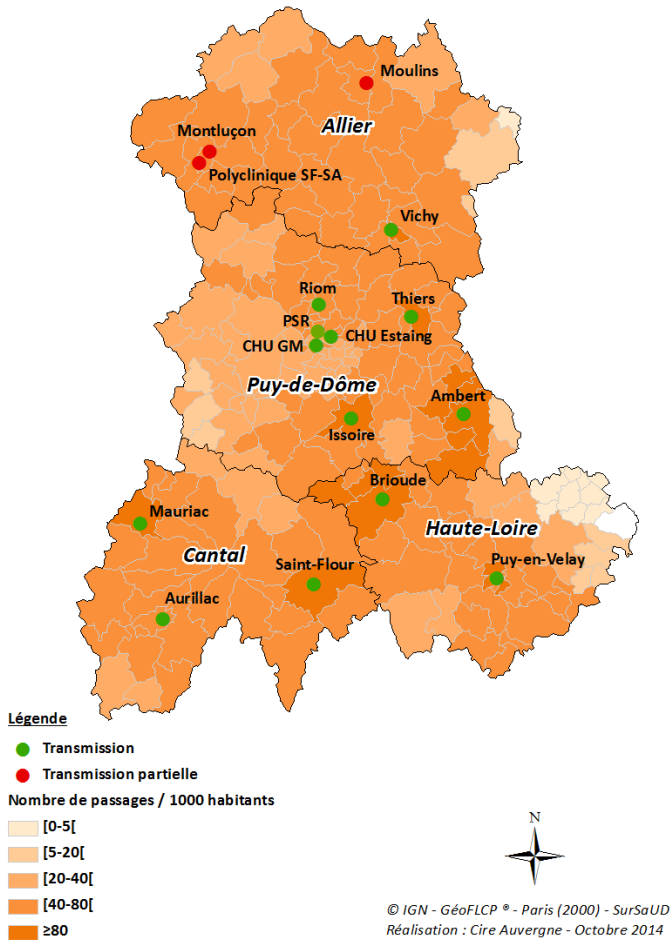 Moulins
Allier
Montluçon
Polyclinique SF-SA
Vichy
Riom
Thiers
PSR
CHU Estaing
CHU GM
Puy-de-Dôme
Ambert
Issoire
Brioude
Mauriac
Haute-Loire
Cantal
Saint-Flour
Puy-en-Velay
Aurillac
Légende
Transmission
Transmission partielle
Nombre de passages / 1000 habitants
[0-5[
[5-20[
[20-40[
[40-80[
≥80
N
© IGN - GéoFLCP ® - Paris (2000) - SurSaUD
Réalisation : Cire Auvergne - Octobre 2014